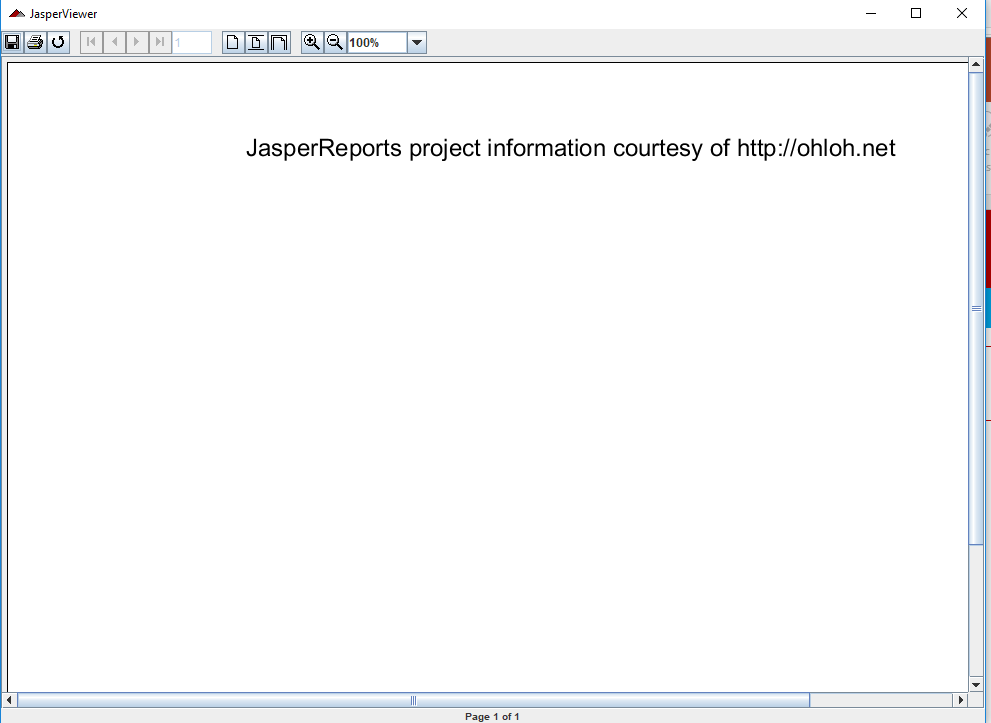 JasperViewer
1
100%
JasperReports project information courtesy of http://ohloh.net
Page 1 of 1